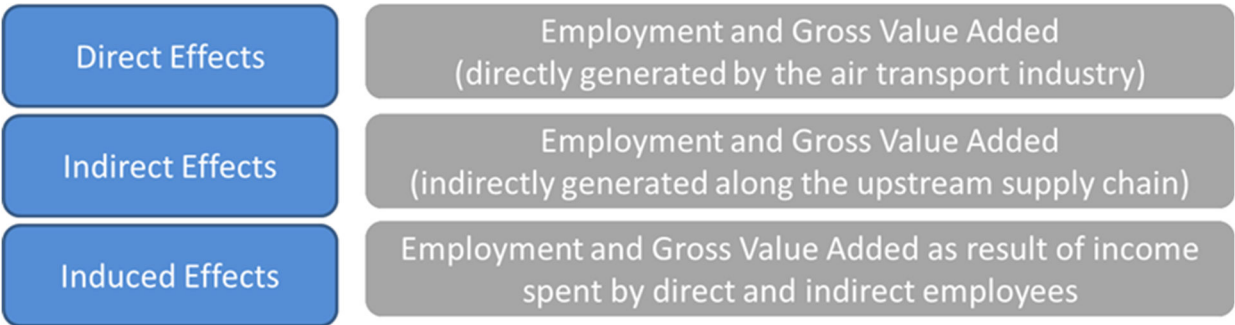 Direct Effects
Employment and Gross Value Added
(directly generated by the air transport industry)
Indirect Effects
Employment and Gross Value Added
(indirectly generated along the upstream supply chain)
Induced Effects
Employment and Gross Value Added as result of income
spent by direct and indirect employees